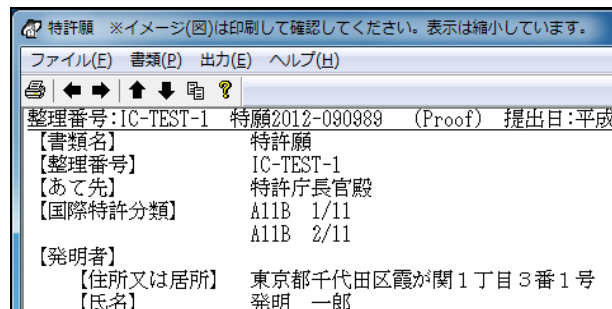 特許願 ※イメージ(図)は印刷して確認してください。表示は縮小しています。
ファイル(F) 書類(P) 出力(E) ヘルプ(H)
整理番号:IC-TEST-1 特願2012-090989 (Proof) 提出日:平成
【書類名】 特許願
【整理番号】 IC-TEST-1
【あて先】 特許庁長官殿
【国際特許分類】 A11B 1/11
A11B 2/11
【発明者】
【住所又は居所】 東京都千代田区霞が関１丁目３番１号
【氏名】 発明 一郎